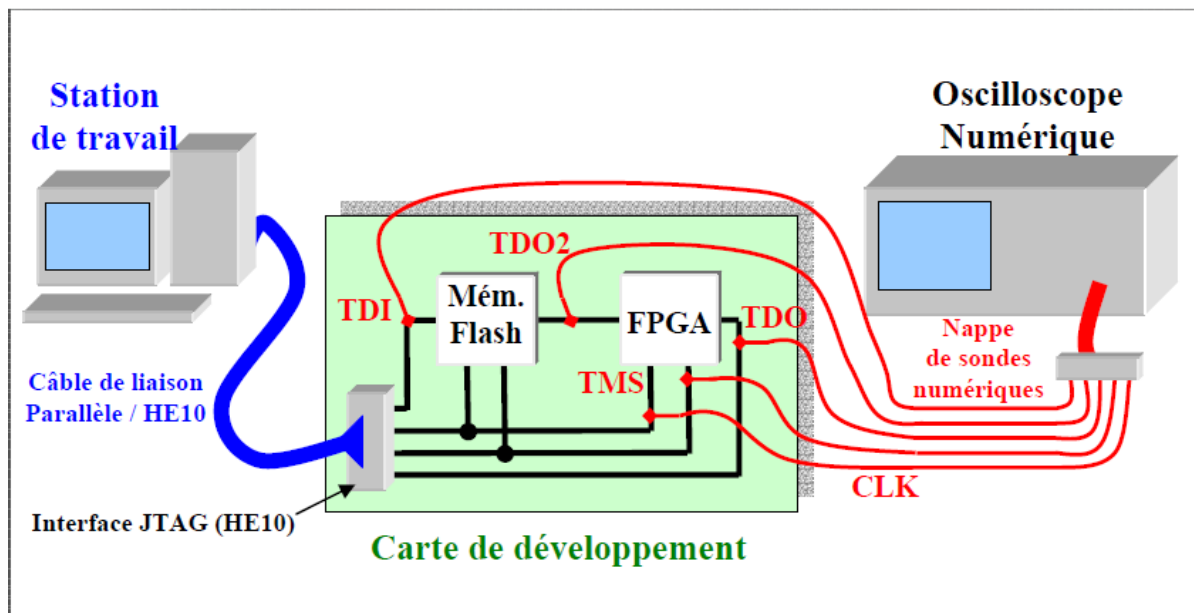 Station
de travail
Oscilloscope
Numérique
TDO2
TDI
Mém.
Flash
FPGA
TDO
TMS
Nappe
de sondes
numériques
Câble de liaison
Parallèle / HE10
CLK
Interface JTAG (HE10)
Carte de développement